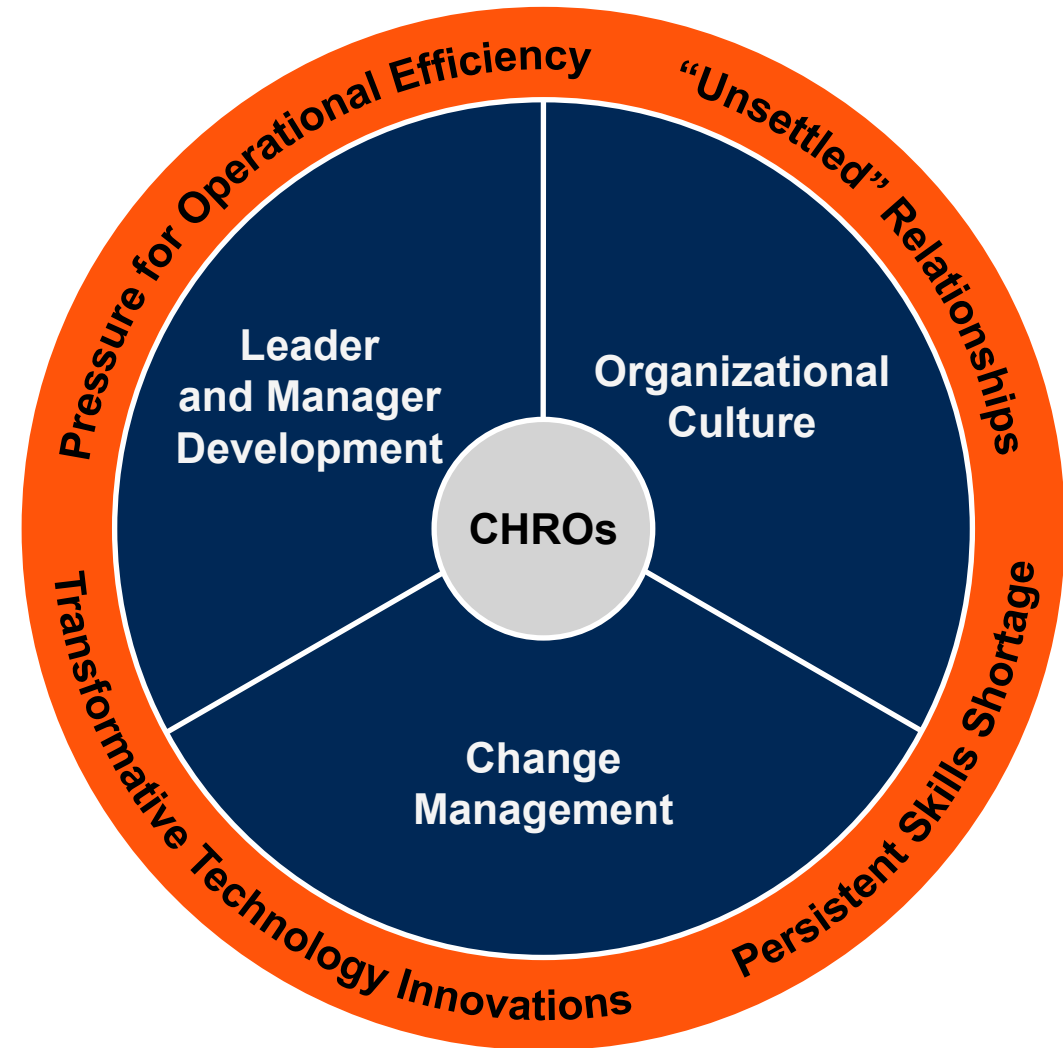 Pressure for Operational Efficiency
“Unsettled” Relationships
Leader
and Manager
Development
Organizational
Culture
CHROs
Change
Management
Transformative Technology Innovations
Persistent Skills Shortage